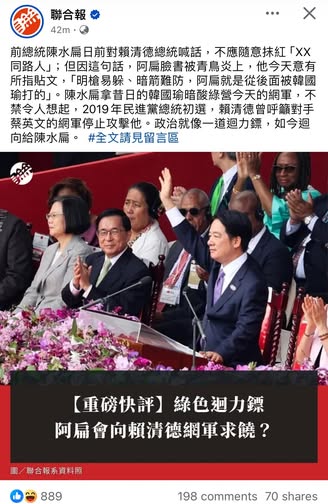 聯合報
42m
前總統陳水扁日前對賴清德總統喊話，不應隨意抹紅「XX
同路人」；但因這句話，阿扁臉書被青鳥炎上，他今天意有
所指貼文，「明槍易躲、暗箭難防，阿扁就是從後面被韓國
瑜打的」。陳水扁拿昔日的韓國瑜暗酸綠營今天的網軍，不
禁令人想起，2019年民進黨總統初選，賴清德曾呼籲對手
蔡英文的網軍停止攻擊他。政治就像一道迴力鏢，如今迴
向給陳水扁。 #全文請見留言區
【重磅快評】綠色迴力鏢
阿扁會向賴清德網軍求饒？
圖／聯合報系資料照
889
198 comments 70 shares